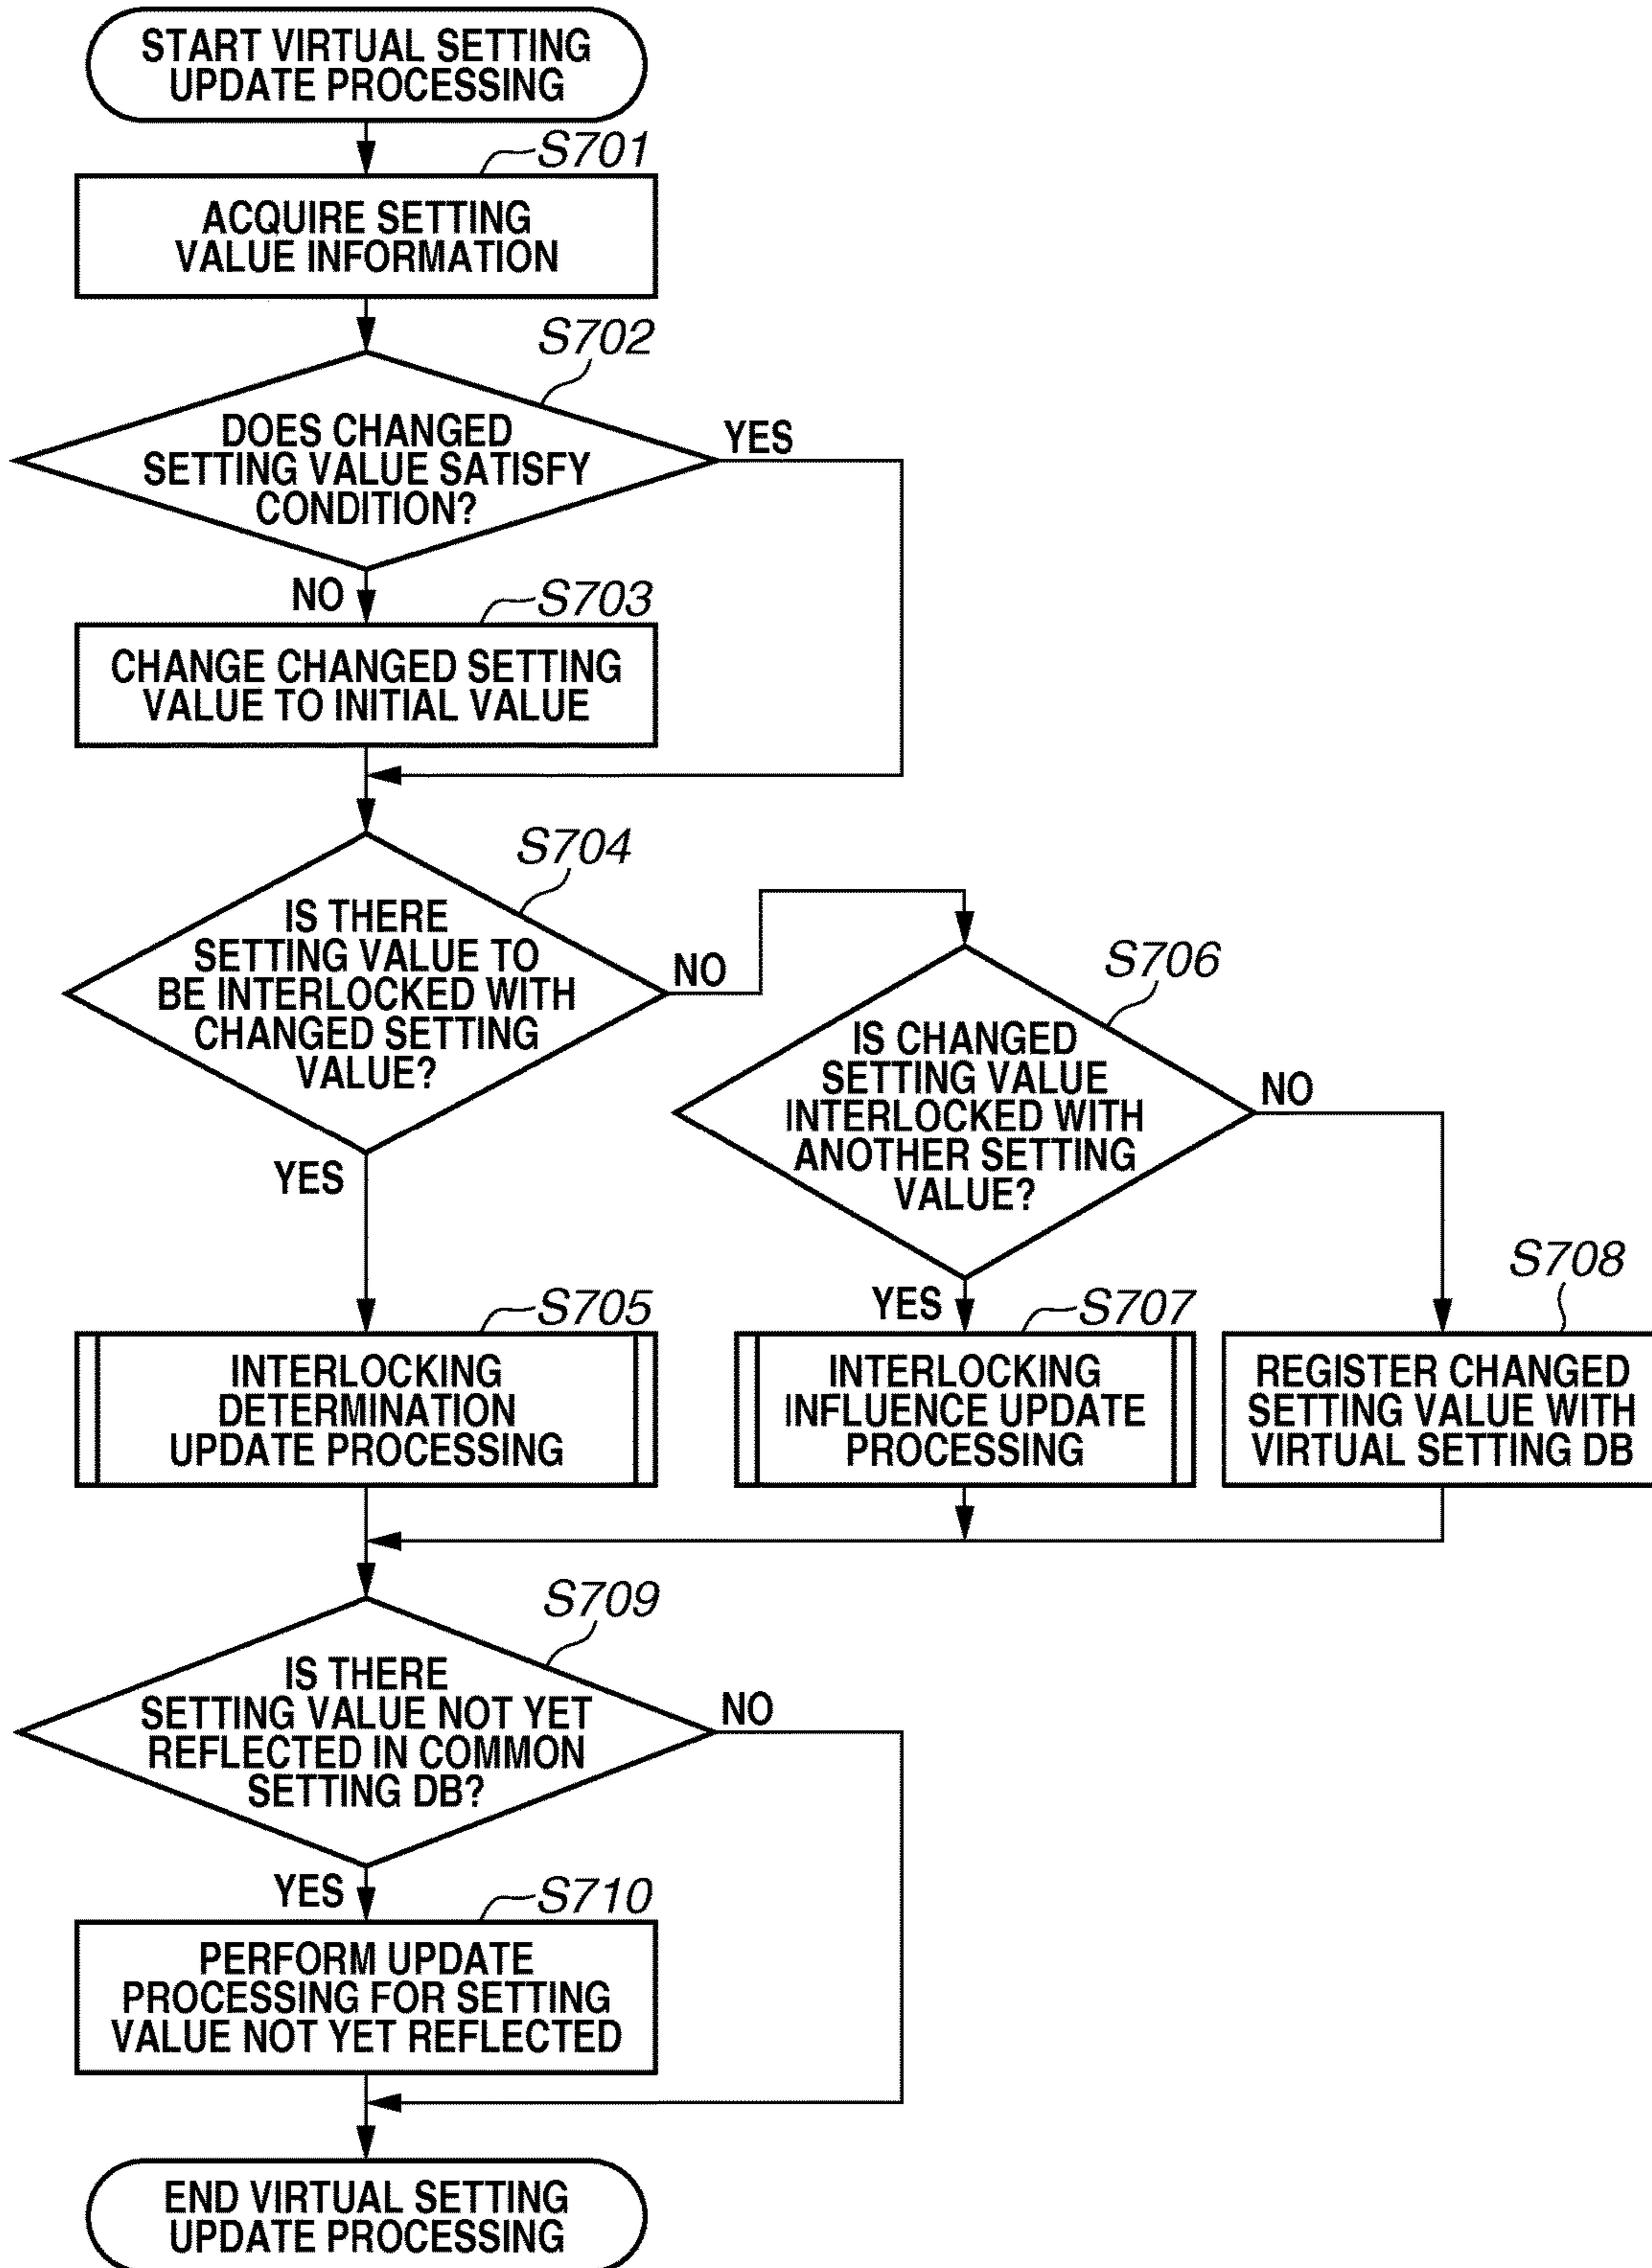 START VIRTUAL SETTING
UPDATE PROCESSING
S701
ACQUIRE SETTING
VALUE INFORMATION
S702
DOES CHANGED
SETTING VALUE SATISFY
CONDITION?
YES
NO
S703
CHANGE CHANGED SETTING
VALUE TO INITIAL VALUE
S704
IS THERE
SETTING VALUE TO
BE INTERLOCKED WITH
CHANGED SETTING
VALUE?
NO
YES
S706
IS CHANGED
SETTING VALUE
INTERLOCKED WITH
ANOTHER SETTING
VALUE?
NO
YES
S705
INTERLOCKING
DETERMINATION
UPDATE PROCESSING
S707
INTERLOCKING
INFLUENCE UPDATE
PROCESSING
S708
REGISTER CHANGED
SETTING VALUE WITH
VIRTUAL SETTING DB
S709
IS THERE
SETTING VALUE NOT YET
REFLECTED IN COMMON
SETTING DB?
NO
YES
S710
PERFORM UPDATE
PROCESSING FOR SETTING
VALUE NOT YET REFLECTED
END VIRTUAL SETTING
UPDATE PROCESSING